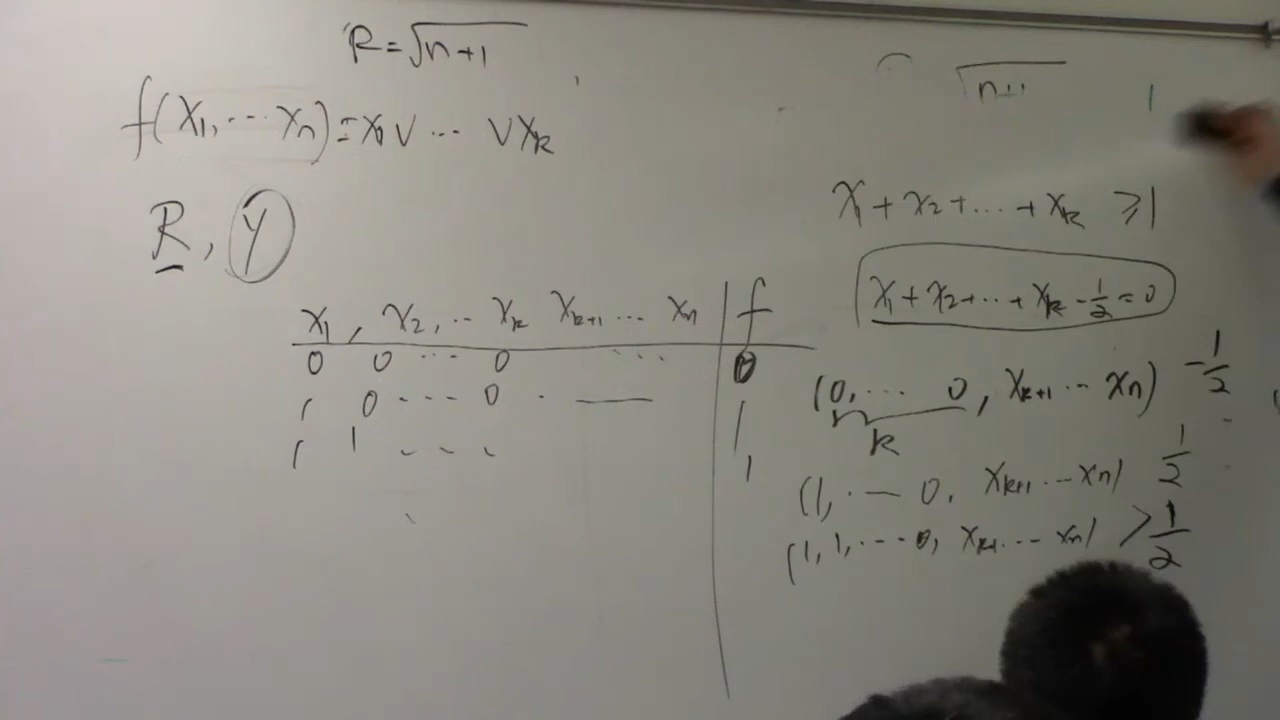 R = √n+1
f(x₁, ... xₙ) = x₁ ∨ ... ∨ xₖ
R, γ
x₁, x₂, ... xₖ xₖ₊₁ ... xₙ | f
0 0 ... 0 ... 0
1 0 ... 0 . — 1
1 1 ... 1
√n+1 1
x₁ + x₂ + ... + xₖ ≥ 1
x₁ + x₂ + ... + xₖ - 1/2 = 0
(0, ... 0, xₖ₊₁ ... xₙ) -1/2
k
(1, ... 0, xₖ₊₁ ... xₙ) 1/2
(1, 1, ... 0, xₖ₊₁ ... xₙ) > 1/2